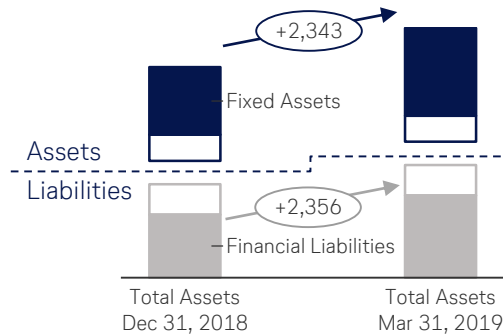 +2,343
Fixed Assets
Assets
Liabilities
+2,356
Financial Liabilities
Total Assets
Dec 31, 2018
Total Assets
Mar 31, 2019